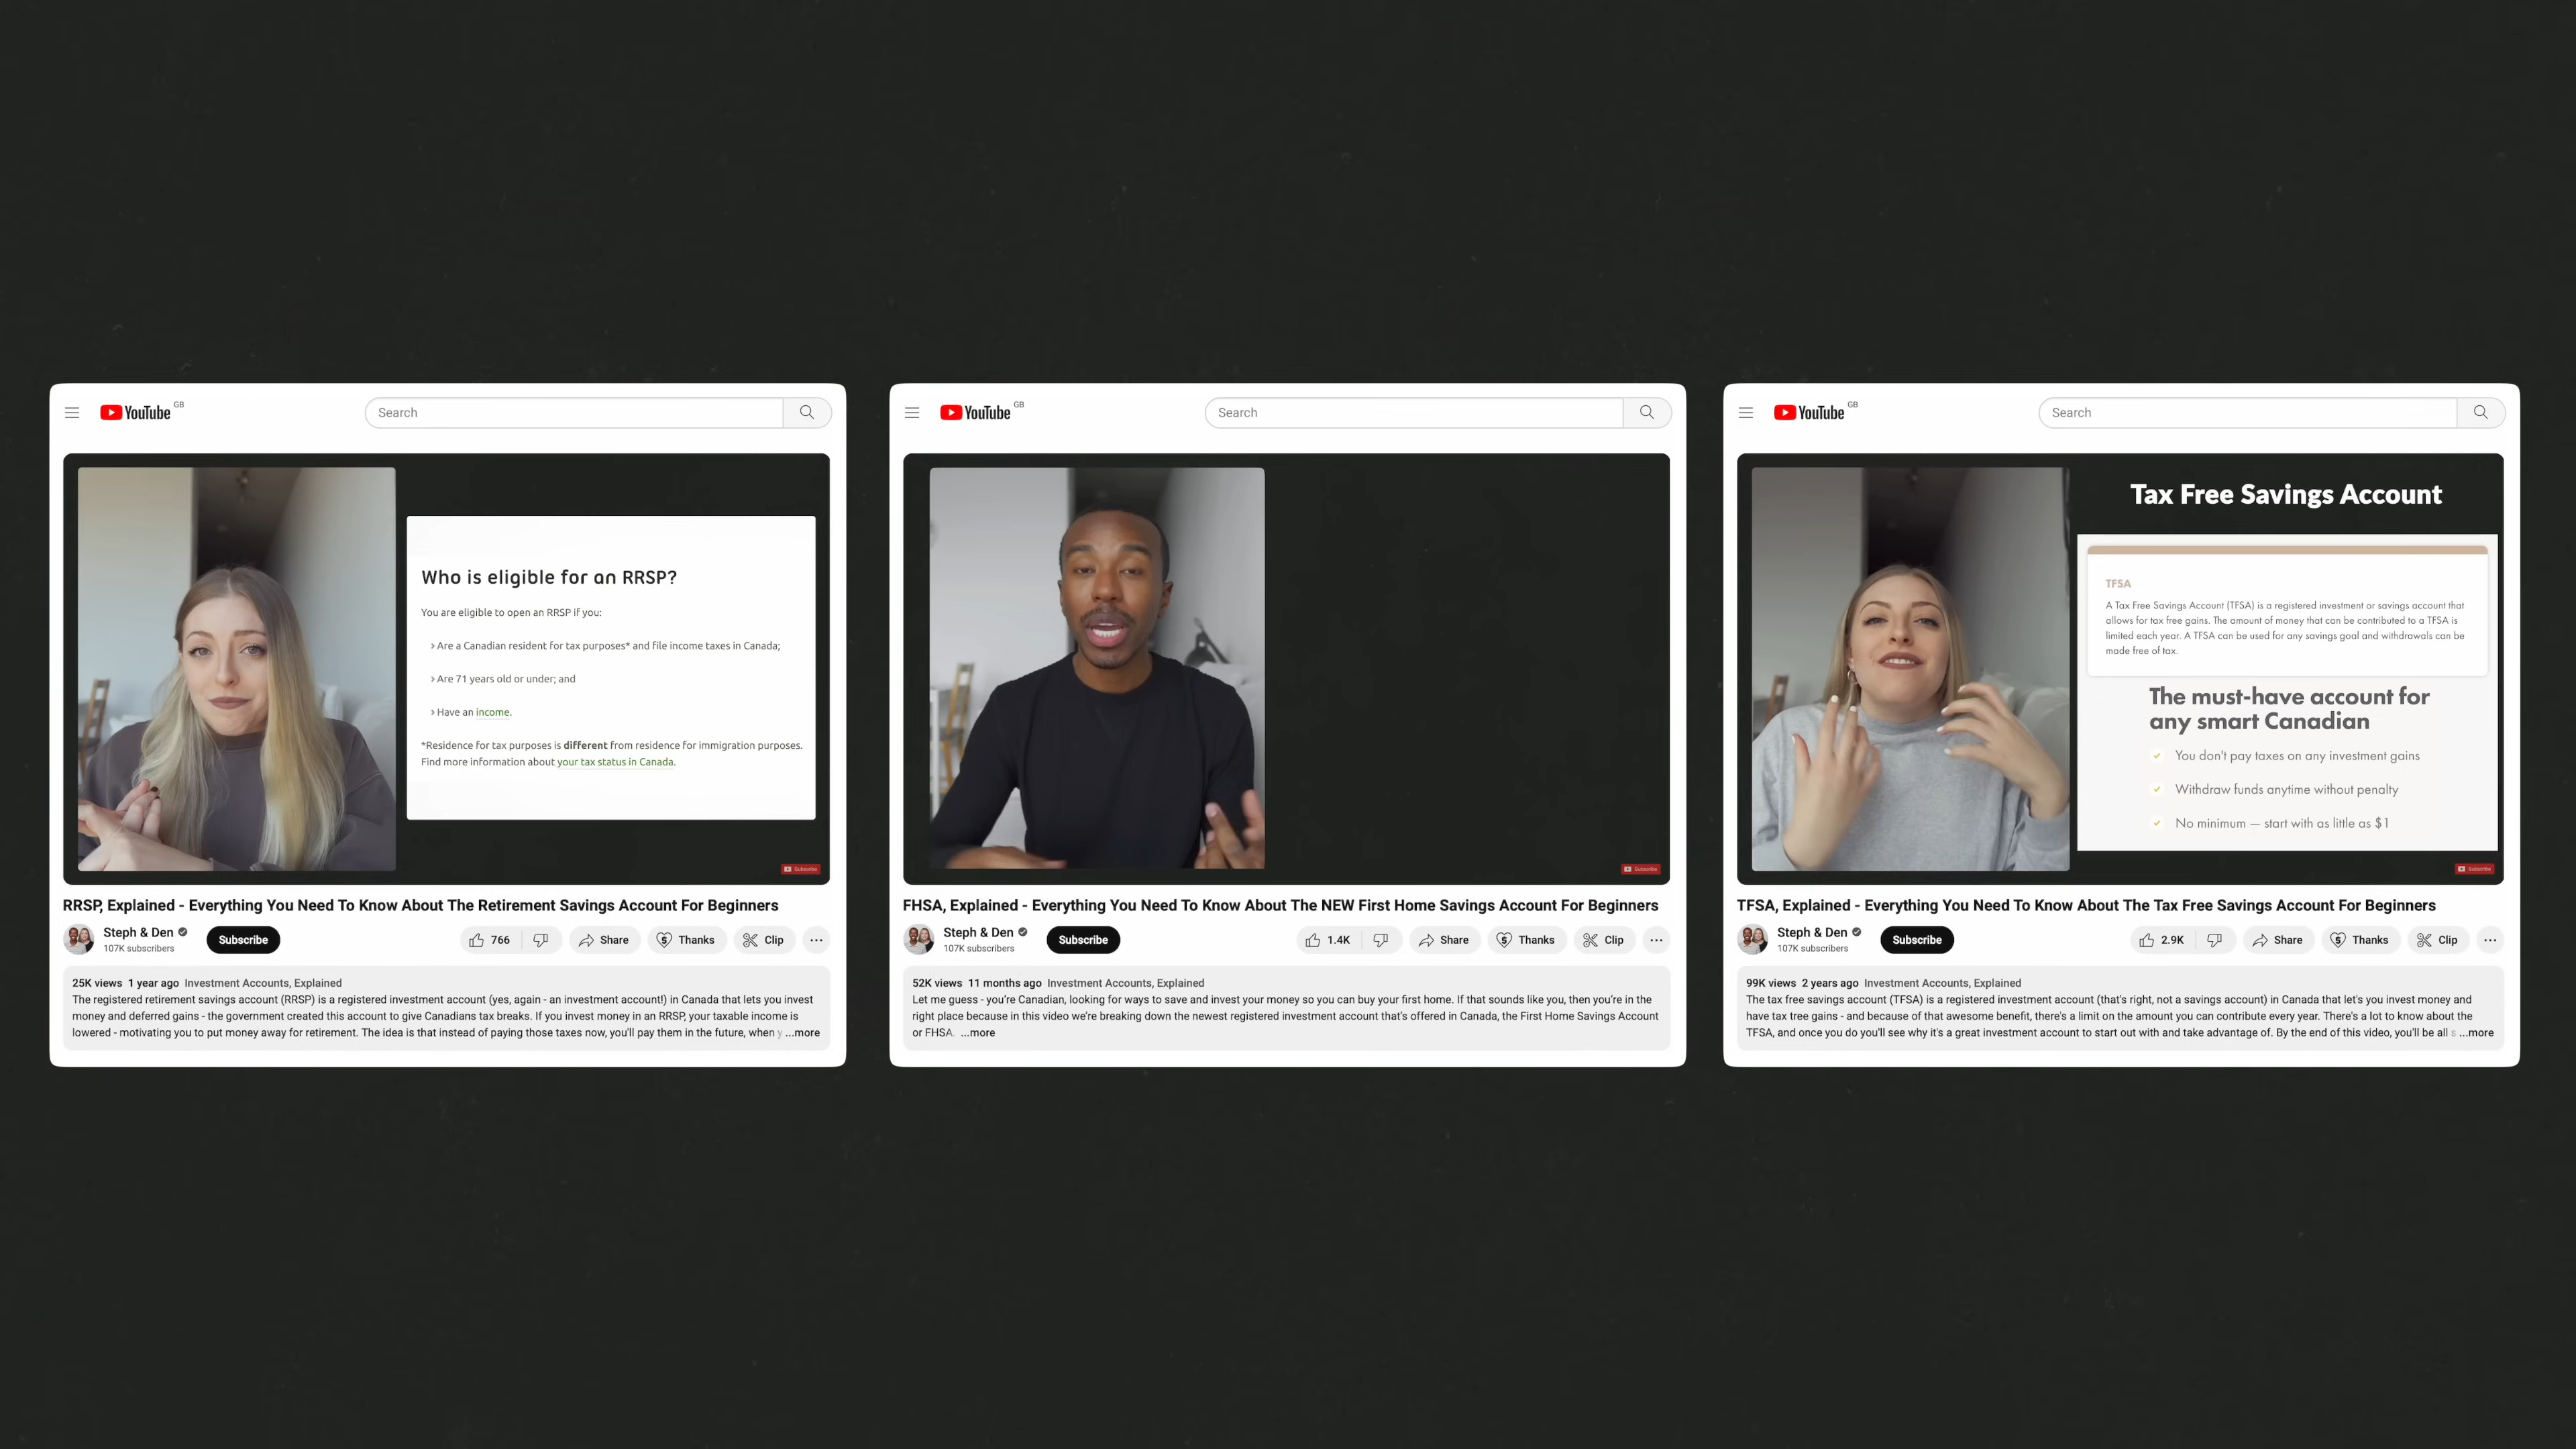 YouTube GB
Search
Who is eligible for an RRSP?
You are eligible to open an RRSP if you:
› Are a Canadian resident for tax purposes* and file income taxes in Canada;
› Are 71 years old or under; and
› Have an income.
*Residence for tax purposes is different from residence for immigration purposes.
Find more information about your tax status in Canada.
Subscribe
RRSP, Explained - Everything You Need To Know About The Retirement Savings Account For Beginners
Steph & Den
107K subscribers
Subscribe
766
Share
Thanks
Clip
25K views 1 year ago Investment Accounts, Explained
The registered retirement savings account (RRSP) is a registered investment account (yes, again - an investment account!) in Canada that lets you invest
money and deferred gains - the government created this account to give Canadians tax breaks. If you invest money in an RRSP, your taxable income is
lowered - motivating you to put money away for retirement. The idea is that instead of paying those taxes now, you'll pay them in the future, when y ...more
YouTube GB
Search
Subscribe
FHSA, Explained - Everything You Need To Know About The NEW First Home Savings Account For Beginners
Steph & Den
107K subscribers
Subscribe
1.4K
Share
Thanks
Clip
52K views 11 months ago Investment Accounts, Explained
Let me guess - you're Canadian, looking for ways to save and invest your money so you can buy your first home. If that sounds like you, then you're in the
right place because in this video we're breaking down the newest registered investment account that's offered in Canada, the First Home Savings Account
or FHSA. ...more
YouTube GB
Search
Tax Free Savings Account
TFSA
A Tax Free Savings Account (TFSA) is a registered investment or savings account that
allows for tax free gains. The amount of money that can be contributed to a TFSA is
limited each year. A TFSA can be used for any savings goal and withdrawals can be
made free of tax.
The must-have account for
any smart Canadian
You don't pay taxes on any investment gains
Withdraw funds anytime without penalty
No minimum — start with as little as $1
Subscribe
TFSA, Explained - Everything You Need To Know About The Tax Free Savings Account For Beginners
Steph & Den
107K subscribers
Subscribe
2.9K
Share
Thanks
Clip
99K views 2 years ago Investment Accounts, Explained
The tax free savings account (TFSA) is a registered investment account (that's right, not a savings account) in Canada that let's you invest money and
have tax free gains - and because of that awesome benefit, there's a limit on the amount you can contribute every year. There's a lot to know about the
TFSA, and once you do you'll see why it's a great investment account to start out with and take advantage of. By the end of this video, you'll be all s ...more